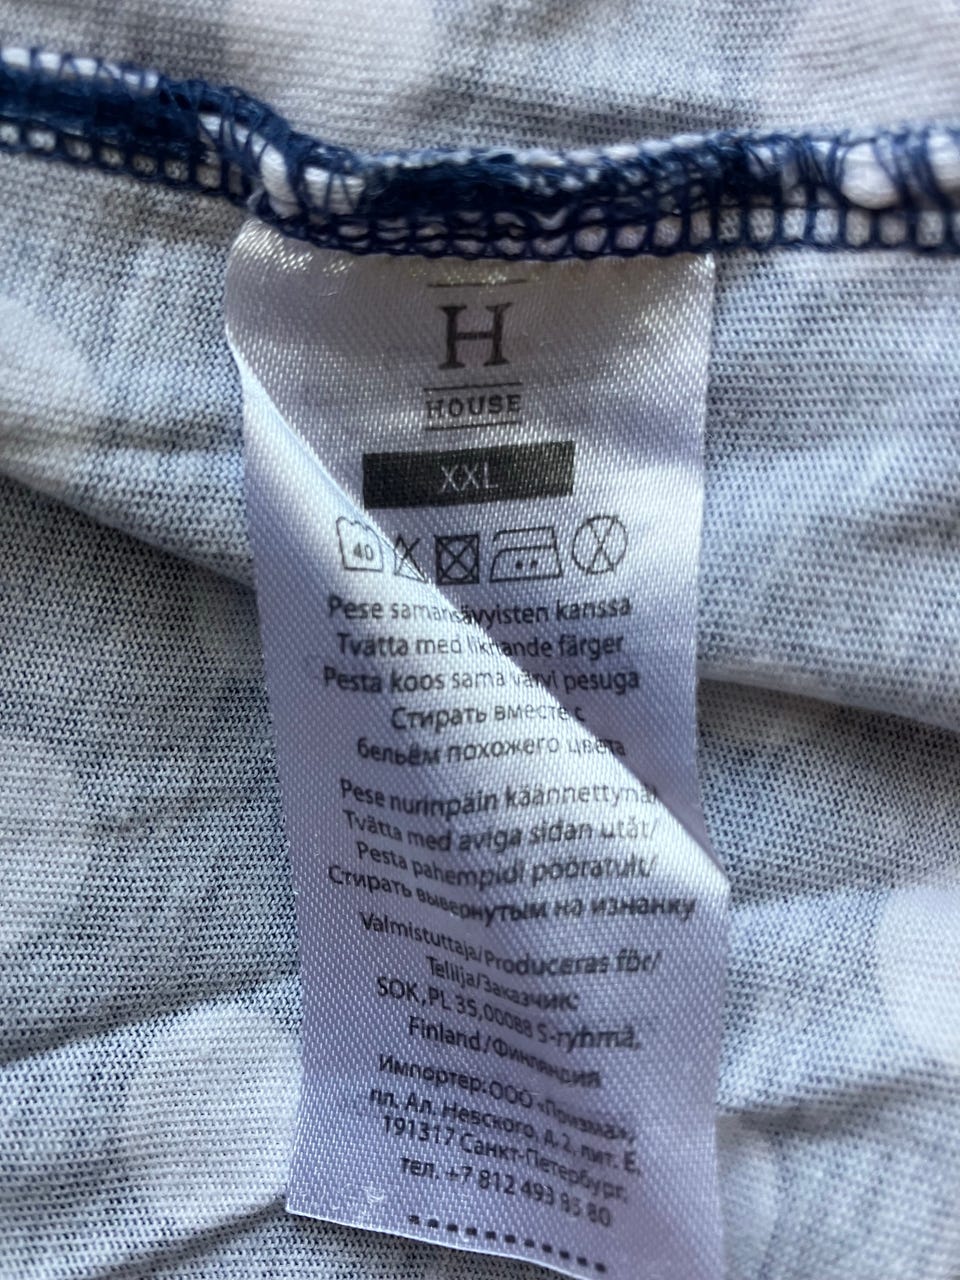 H
HOUSE
XXL
40
Pese samansävyisten kanssa
Tvätta med liknande färger
Pesta koos sama värvi pesuga
Стирать вместе с
бельём похожего цвета
Pese nurinpäin käännettynä/
Tvätta med aviga sidan utåt/
Pesta pahempidi pööratult/
Стирать вывернутым на изнанку
Valmistuttaja/Produceras för/
Tellija/Заказчик:
SOK,PL 35,00088 S-ryhmä,
Finland/Финляндия
Импортер:ООО «Призма»,
пл. Ал. Невского, д.2, лит. Е,
191317 Санкт-Петербург,
тел. +7 812 493 85 80